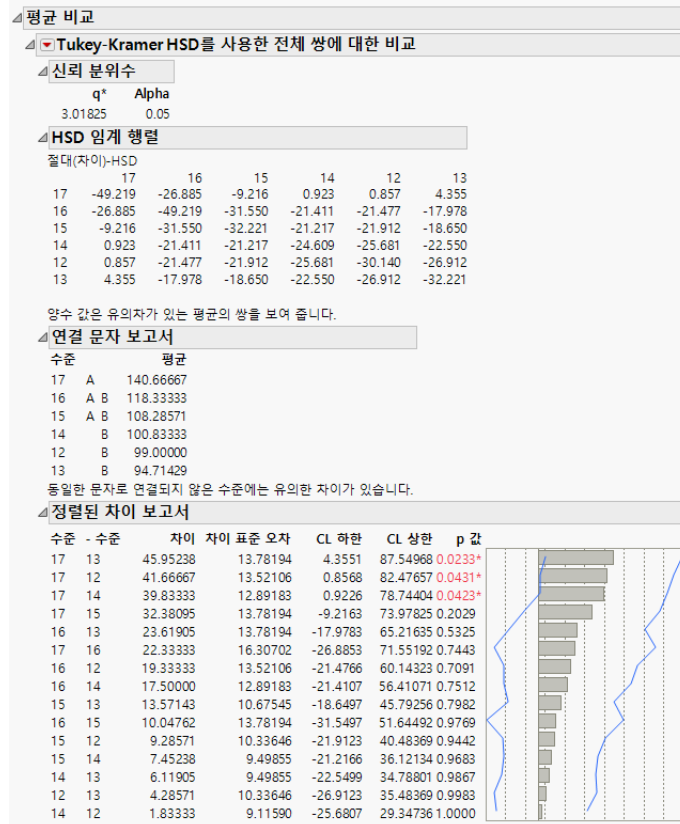 평균 비교
Tukey-Kramer HSD를 사용한 전체 쌍에 대한 비교
신뢰 분위수
q* Alpha
3.01825 0.05
HSD 임계 행렬
절대(차이)-HSD
17 16 15 14 12 13
17 -49.219 -26.885 -9.216 0.923 0.857 4.355
16 -26.885 -49.219 -31.550 -21.411 -21.477 -17.978
15 -9.216 -31.550 -32.221 -21.217 -21.912 -18.650
14 0.923 -21.411 -21.217 -24.609 -25.681 -22.550
12 0.857 -21.477 -21.912 -25.681 -30.140 -26.912
13 4.355 -17.978 -18.650 -22.550 -26.912 -32.221
양수 값은 유의차가 있는 평균의 쌍을 보여 줍니다.
연결 문자 보고서
수준 평균
17 A 140.66667
16 A B 118.33333
15 A B 108.28571
14 B 100.83333
12 B 99.00000
13 B 94.71429
동일한 문자로 연결되지 않은 수준에는 유의한 차이가 있습니다.
정렬된 차이 보고서
수준 - 수준 차이 차이 표준 오차 CL 하한 CL 상한 p 값
17 13 45.95238 13.78194 4.3551 87.54968 0.0233*
17 12 41.66667 13.52106 0.8568 82.47657 0.0431*
17 14 39.83333 12.89183 0.9226 78.74404 0.0423*
17 15 32.38095 13.78194 -9.2163 73.97825 0.2029
16 13 23.61905 13.78194 -17.9783 65.21635 0.5325
17 16 22.33333 16.30702 -26.8853 71.55192 0.7443
16 12 19.33333 13.52106 -21.4766 60.14323 0.7091
16 14 17.50000 12.89183 -21.4107 56.41071 0.7512
15 13 13.57143 10.67545 -18.6497 45.79256 0.7982
16 15 10.04762 13.78194 -31.5497 51.64492 0.9769
15 12 9.28571 10.33646 -21.9123 40.48369 0.9442
15 14 7.45238 9.49855 -21.2166 36.12134 0.9683
14 13 6.11905 9.49855 -22.5499 34.78801 0.9867
12 13 4.28571 10.33646 -26.9123 35.48369 0.9983
14 12 1.83333 9.11590 -25.6807 29.34736 1.0000